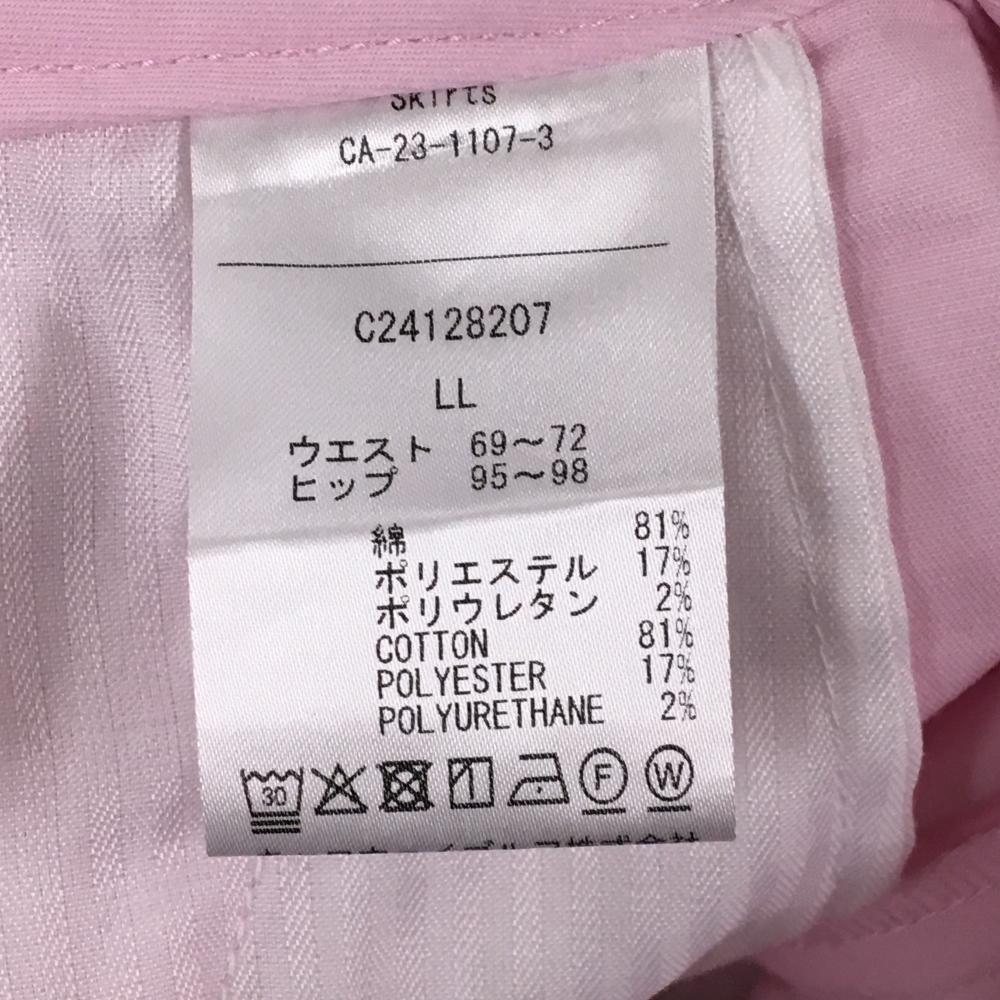 Skirts
CA-23-1107-3
C24128207
LL
ウエスト 69～72
ヒップ 95～98
綿 81%
ポリエステル 17%
ポリウレタン 2%
COTTON 81%
POLYESTER 17%
POLYURETHANE 2%
30 F W